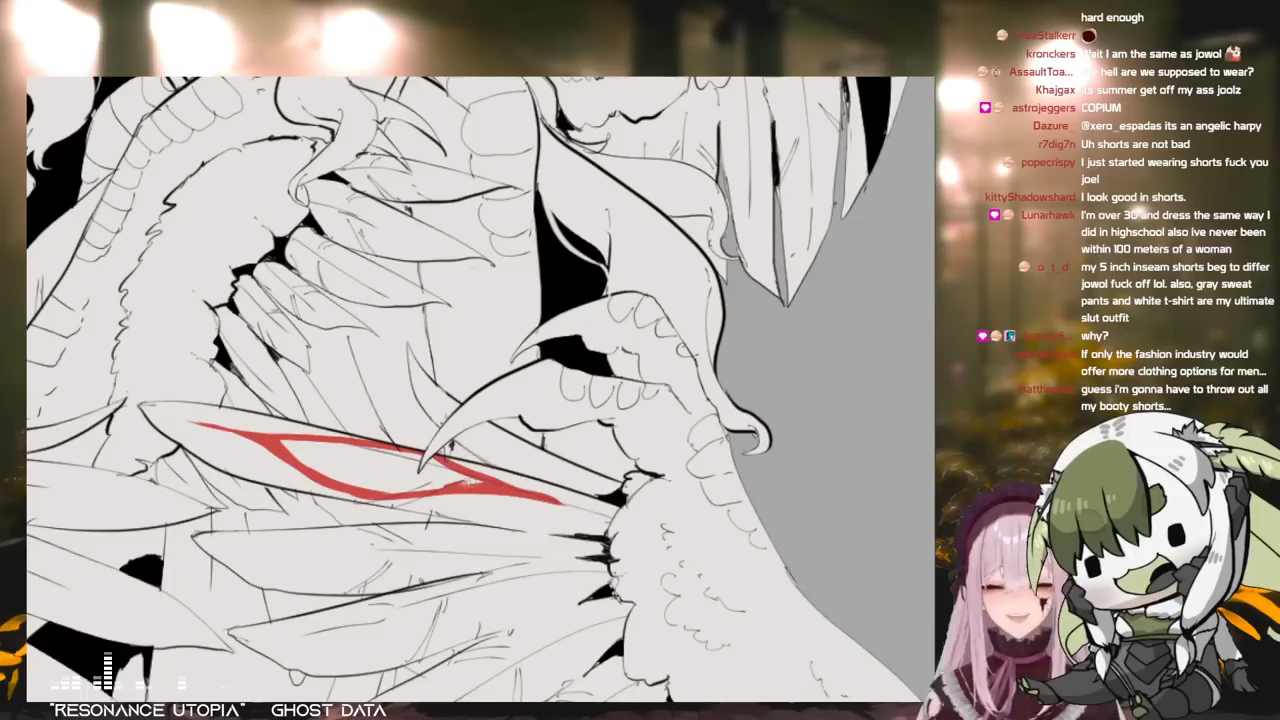 hard enough
kronckers Wait I am the same as jowol
AssaultToa... hell are we supposed to wear?
Khajgax its summer get off my ass joolz
astrojeggers COPIUM
Dazure_ @xero_espadas its an angelic harpy
r7dig7n Uh shorts are not bad
popecrispy I just started wearing shorts fuck you
joel
kittyShadowshard I look good in shorts.
Lunarhawk I'm over 30 and dress the same way I
did in highschool also ive never been
within 100 meters of a woman
o_t_d_ my 5 inch inseam shorts beg to differ
jowol fuck off lol. also, gray sweat
pants and white t-shirt are my ultimate
slut outfit
why?
If only the fashion industry would
offer more clothing options for men...
guess i'm gonna have to throw out all
my booty shorts...
"RESONANCE UTOPIA" GHOST DATA